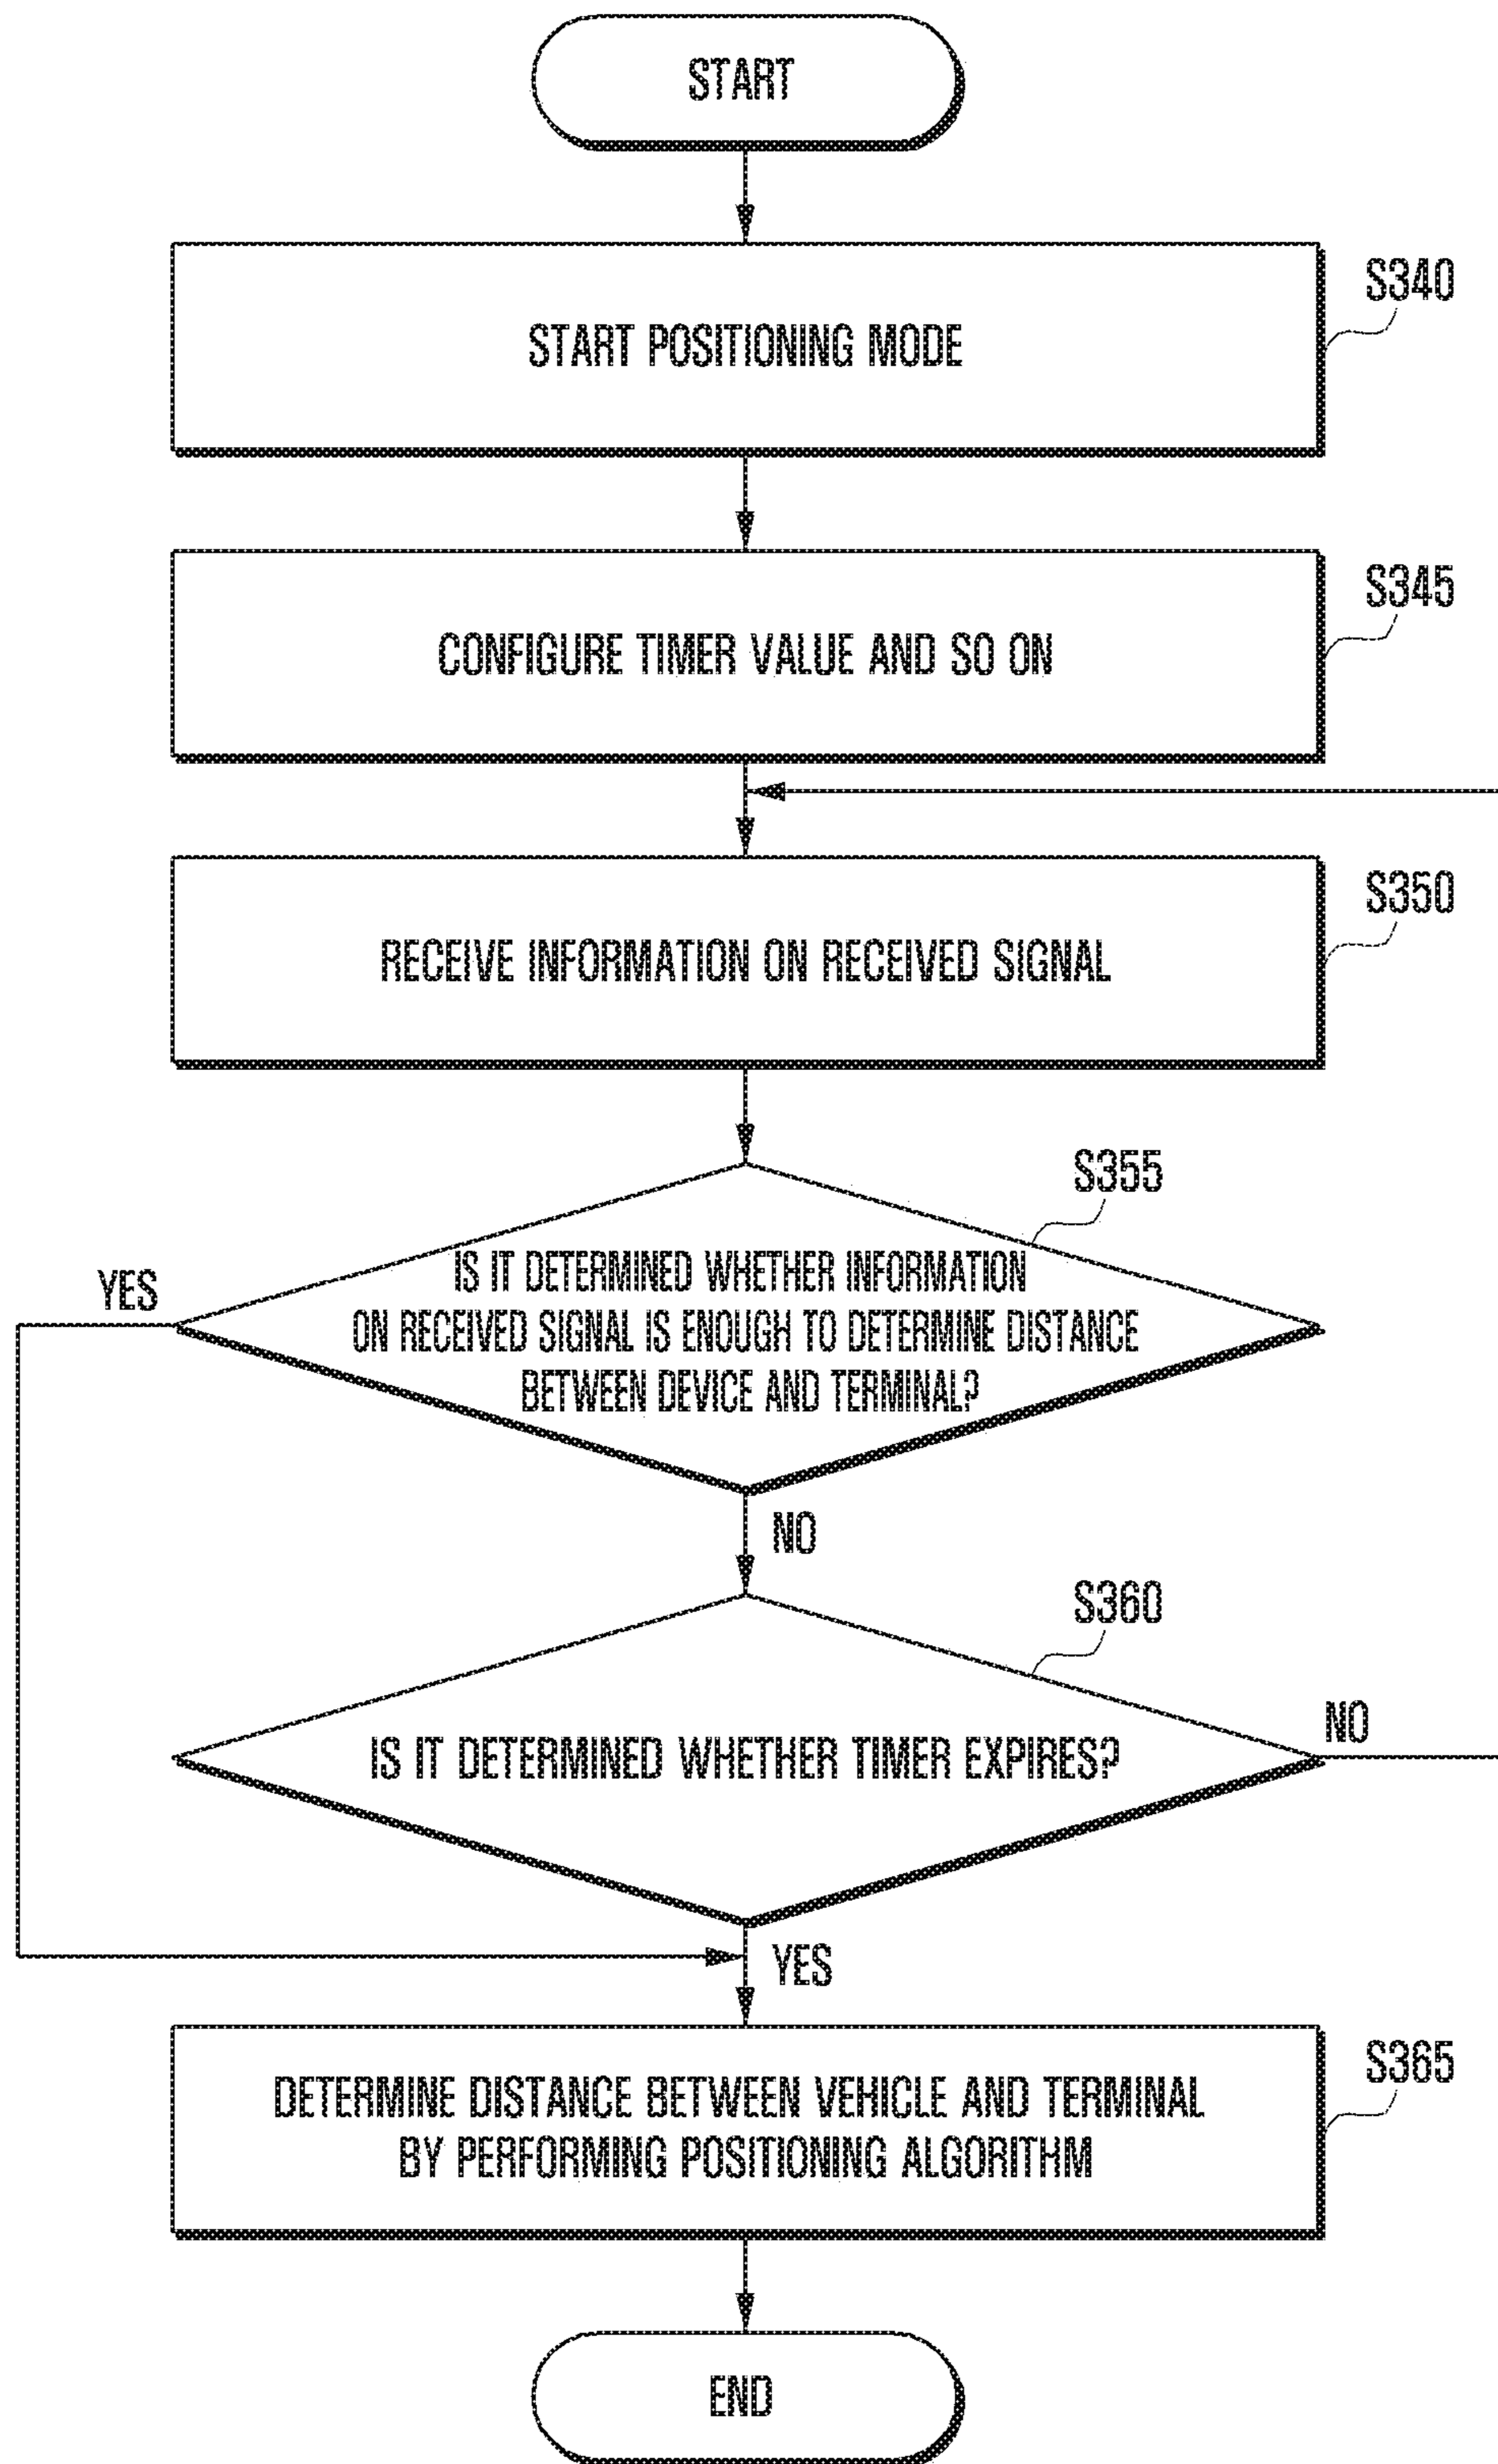 START
START POSITIONING MODE
S340
CONFIGURE TIMER VALUE AND SO ON
S345
RECEIVE INFORMATION ON RECEIVED SIGNAL
S350
S355
IS IT DETERMINED WHETHER INFORMATION
ON RECEIVED SIGNAL IS ENOUGH TO DETERMINE DISTANCE
BETWEEN DEVICE AND TERMINAL?
YES
NO
S360
IS IT DETERMINED WHETHER TIMER EXPIRES?
NO
YES
DETERMINE DISTANCE BETWEEN VEHICLE AND TERMINAL
BY PERFORMING POSITIONING ALGORITHM
S365
END